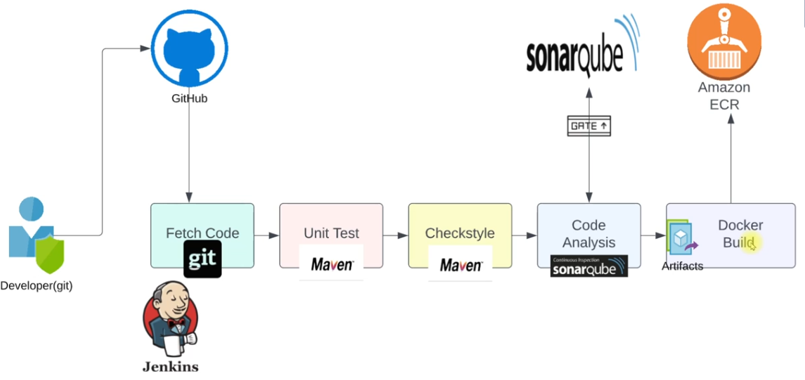 GitHub
sonarqube
Amazon
ECR
GATE ↑
Fetch Code
git
Unit Test
Maven
Checkstyle
Maven
Code
Analysis
Continuous Inspection
sonarqube
Docker
Build
Artifacts
Developer(git)
Jenkins